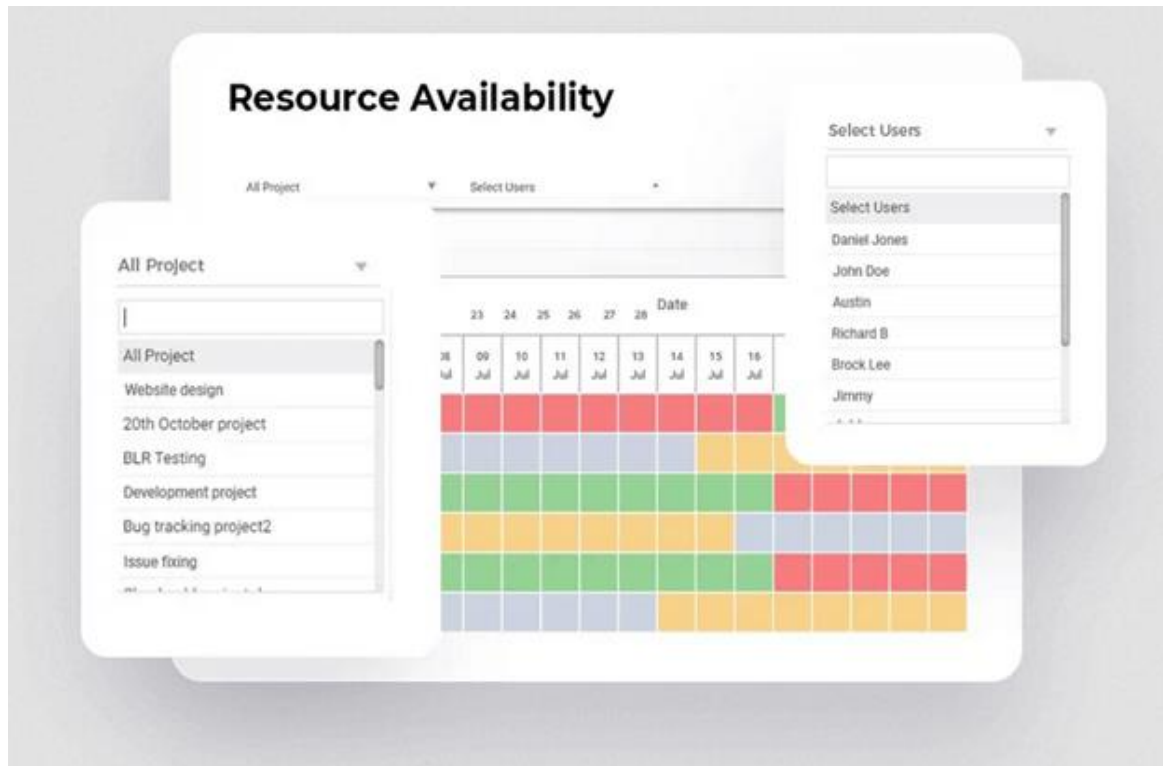 Resource Availability
All Project
Select Users
Select Users
Select Users
Daniel Jones
John Doe
Austin
Richard B
Brock Lee
Jimmy
All Project
All Project
Website design
20th October project
BLR Testing
Development project
Bug tracking project2
Issue fixing
23 24 25 26 27 28 Date
09 10 11 12 13 14 15 16
Jul Jul Jul Jul Jul Jul Jul Jul